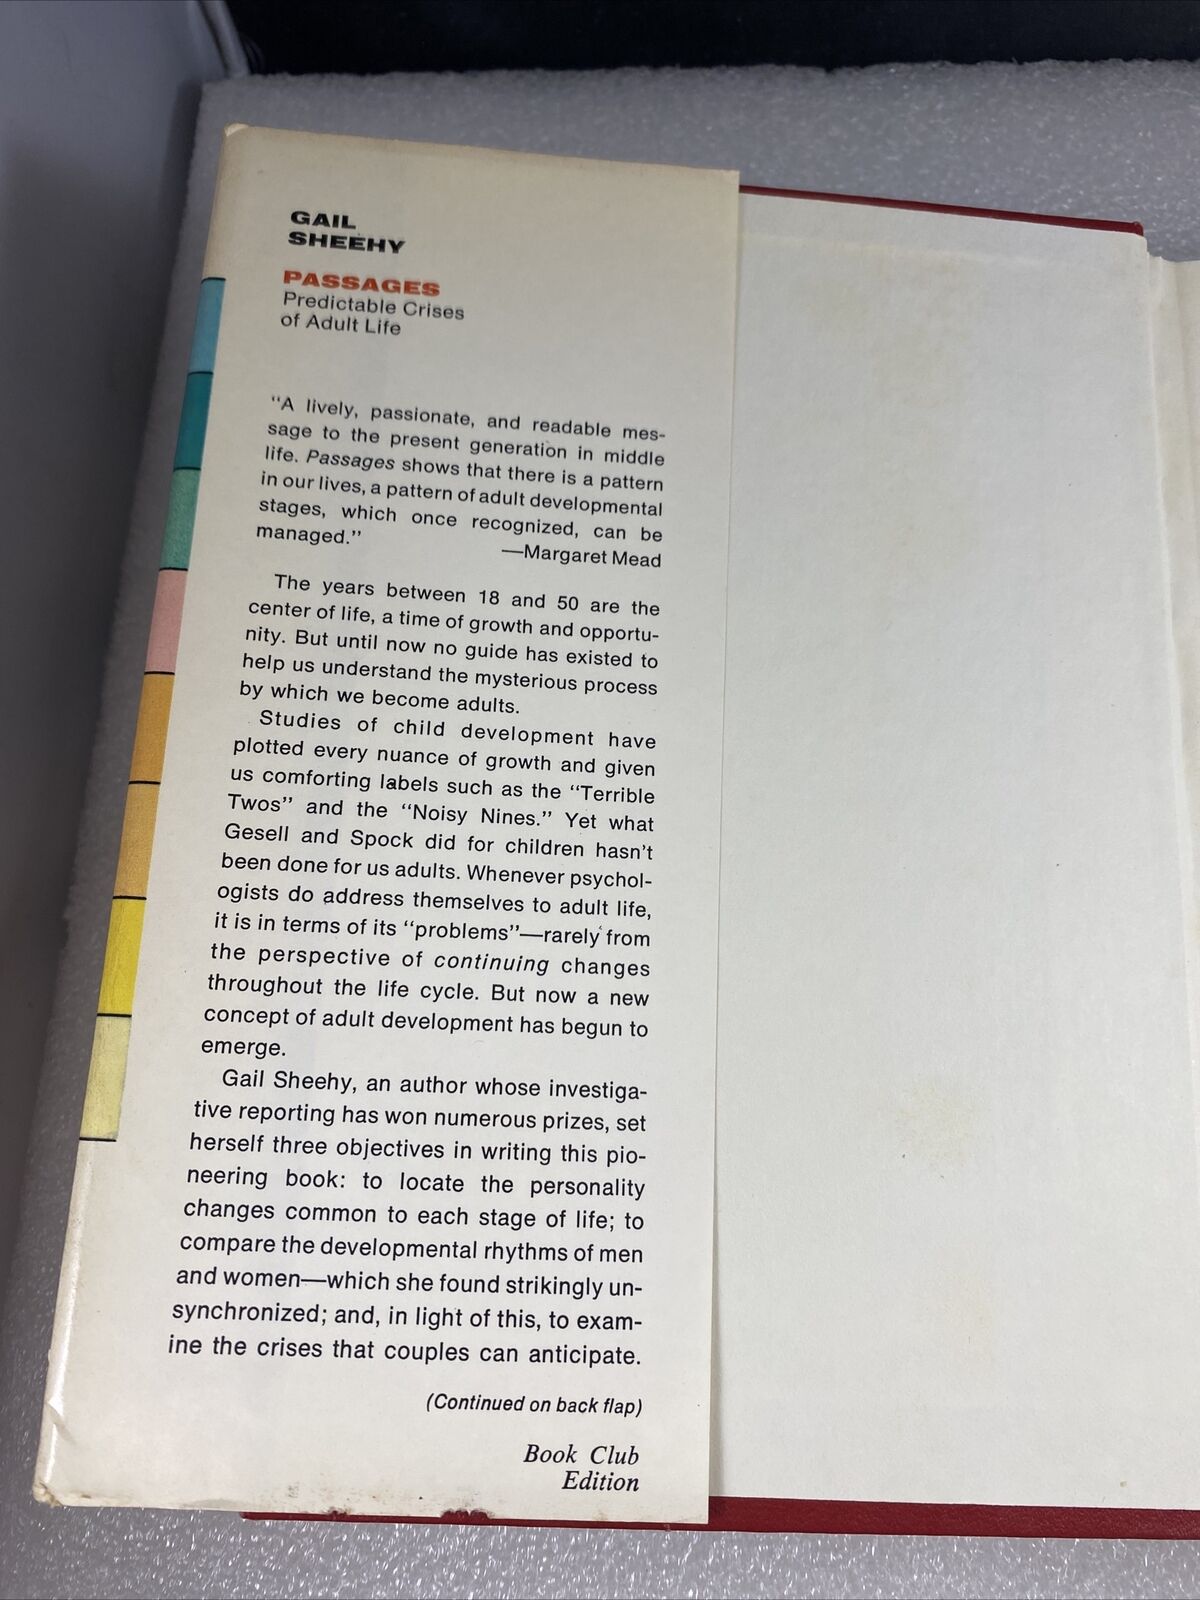 GAIL
SHEEHY
PASSAGES
Predictable Crises
of Adult Life
“A lively, passionate, and readable mes-
sage to the present generation in middle
life. Passages shows that there is a pattern
in our lives, a pattern of adult developmental
stages, which once recognized, can be
managed.” —Margaret Mead
The years between 18 and 50 are the
center of life, a time of growth and opportu-
nity. But until now no guide has existed to
help us understand the mysterious process
by which we become adults.
Studies of child development have
plotted every nuance of growth and given
us comforting labels such as the “Terrible
Twos” and the “Noisy Nines.” Yet what
Gesell and Spock did for children hasn't
been done for us adults. Whenever psychol-
ogists do address themselves to adult life,
it is in terms of its “problems”—rarely from
the perspective of continuing changes
throughout the life cycle. But now a new
concept of adult development has begun to
emerge.
Gail Sheehy, an author whose investiga-
tive reporting has won numerous prizes, set
herself three objectives in writing this pio-
neering book: to locate the personality
changes common to each stage of life; to
compare the developmental rhythms of men
and women—which she found strikingly un-
synchronized; and, in light of this, to exam-
ine the crises that couples can anticipate.
(Continued on back flap)
Book Club
Edition